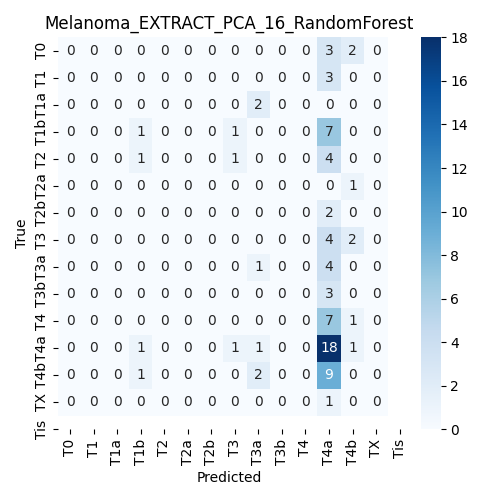 Melanoma_EXTRACT_PCA_16_RandomForest
True
T0 0 0 0 0 0 0 0 0 0 0 0 3 2 0
T1 0 0 0 0 0 0 0 0 0 0 0 3 0 0
T1a 0 0 0 0 0 0 0 0 2 0 0 0 0 0
T1b 0 0 0 1 0 0 0 1 0 0 0 7 0 0
T2 0 0 0 1 0 0 0 1 0 0 0 4 0 0
T2a 0 0 0 0 0 0 0 0 0 0 0 0 1 0
T2b 0 0 0 0 0 0 0 0 0 0 0 2 0 0
T3 0 0 0 0 0 0 0 0 0 0 0 4 2 0
T3a 0 0 0 0 0 0 0 0 1 0 0 4 0 0
T3b 0 0 0 0 0 0 0 0 0 0 0 3 0 0
T4 0 0 0 0 0 0 0 0 0 0 0 7 1 0
T4a 0 0 0 1 0 0 0 1 1 0 0 18 1 0
T4b 0 0 0 1 0 0 0 0 2 0 0 9 0 0
TX 0 0 0 0 0 0 0 0 0 0 0 1 0 0
Tis
T0 T1 T1a T1b T2 T2a T2b T3 T3a T3b T4 T4a T4b TX Tis
Predicted
18
16
14
12
10
8
6
4
2
0